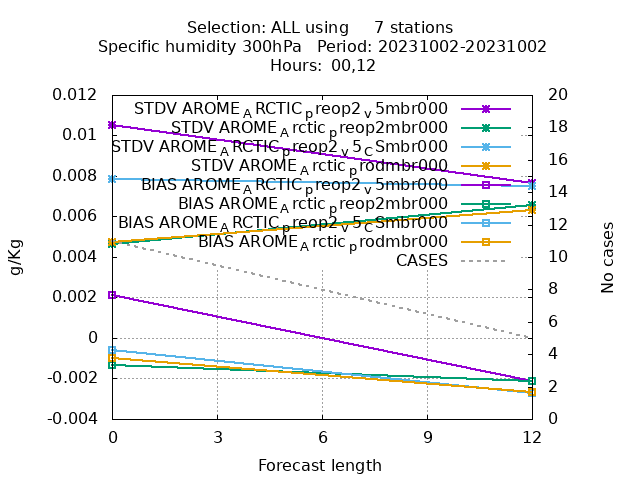 Selection: ALL using 7 stations
Specific humidity 300hPa Period: 20231002-20231002
Hours: 00,12
0.012
0.01
0.008
0.006
0.004
0.002
0
-0.002
-0.004
g/Kg
STDV AROME_ARCTIC_preop2_v5mbr000
STDV AROME_Arctic_preop2mbr000
STDV AROME_ARCTIC_preop2_v5_CSmbr000
STDV AROME_Arctic_prodmbr000
BIAS AROME_ARCTIC_preop2_v5mbr000
BIAS AROME_Arctic_preop2mbr000
BIAS AROME_ARCTIC_preop2_v5_CSmbr000
BIAS AROME_Arctic_prodmbr000
CASES
20
18
16
14
12
10
8
6
4
2
0
No cases
0 3 6 9 12
Forecast length